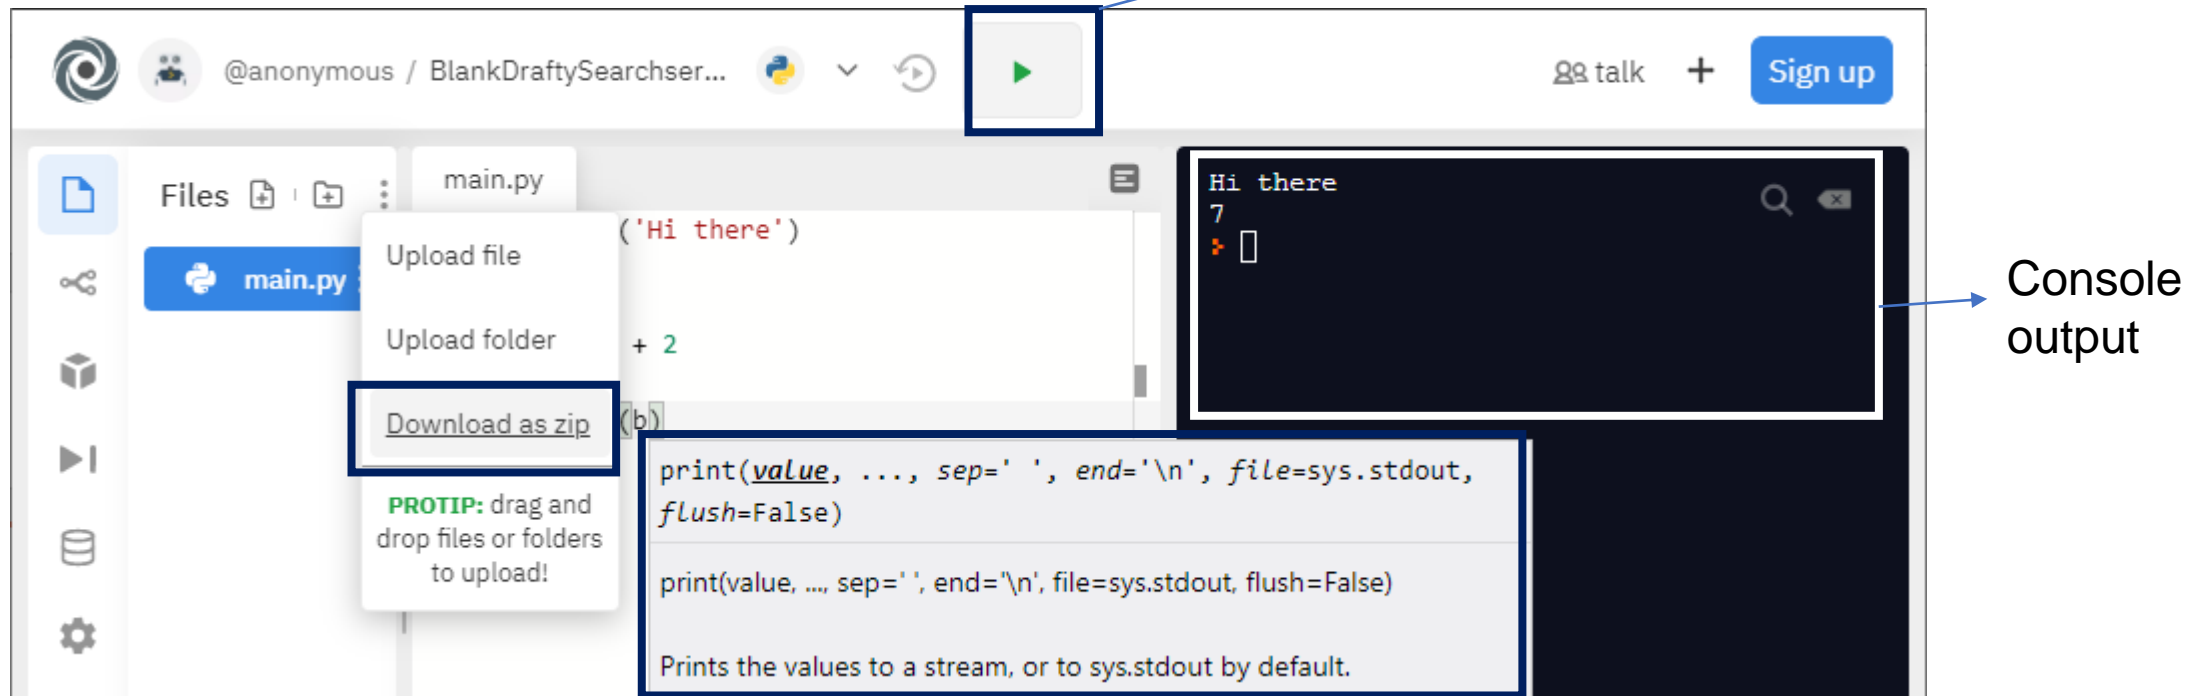 @anonymous / BlankDraftySearchser...
talk + Sign up
Files
main.py
main.py
Upload file
Upload folder
Download as zip
PROTIP: drag and
drop files or folders
to upload!
('Hi there')
+ 2
(b)
print(value, ..., sep=' ', end='\n', file=sys.stdout,
flush=False)
print(value, ..., sep=' ', end='\n', file=sys.stdout, flush=False)
Prints the values to a stream, or to sys.stdout by default.
Hi there
7
Console
output